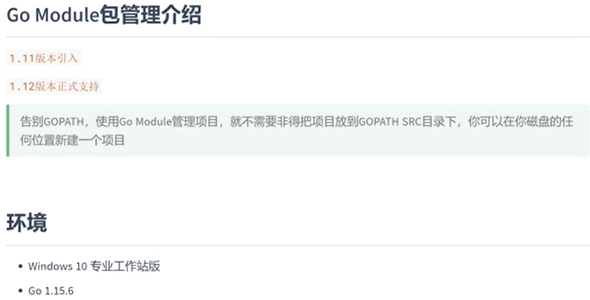 Go Module包管理介绍
1.11版本引入
1.12版本正式支持
告别GOPATH，使用Go Module管理项目，就不需要非得把项目放到GOPATH SRC目录下，你可以在你磁盘的任
何位置新建一个项目
环境
• Windows 10 专业工作站版
• Go 1.15.6